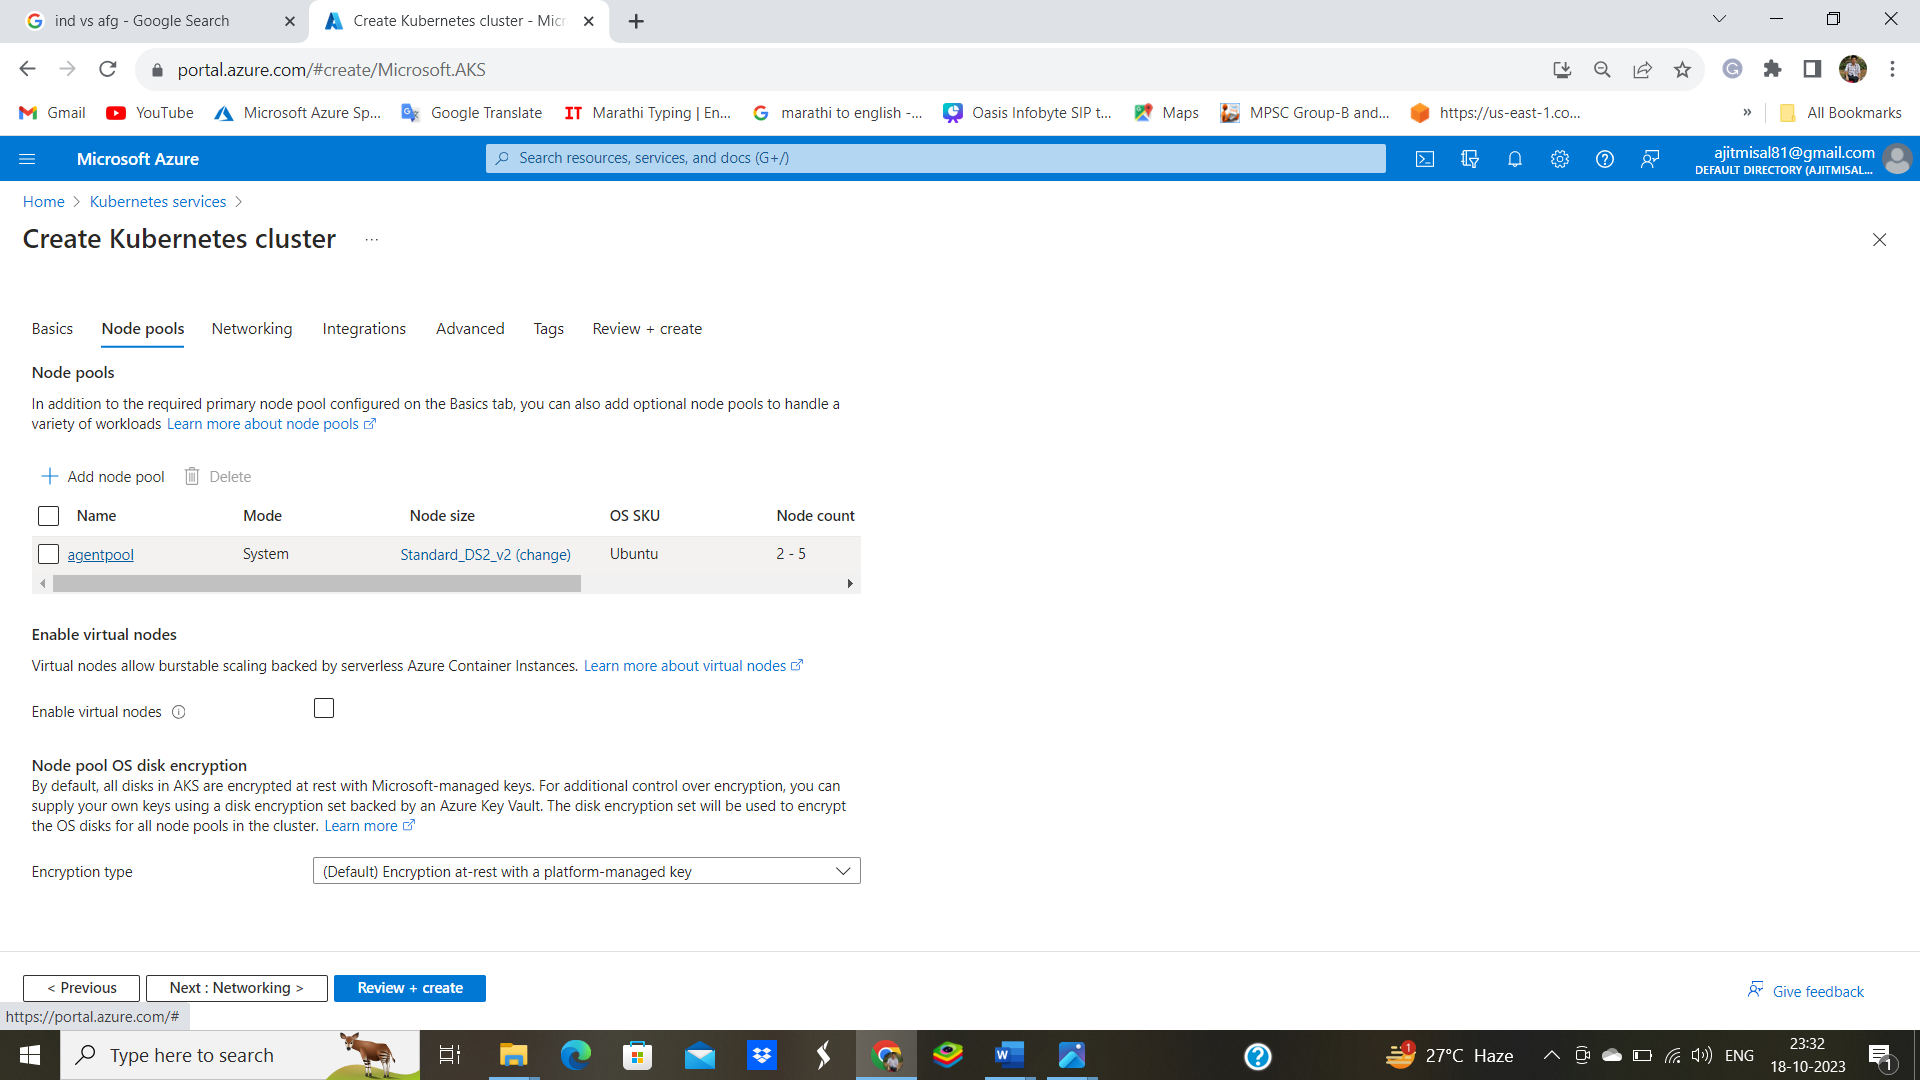 ind vs afg - Google Search
Create Kubernetes cluster - Micr
portal.azure.com/#create/Microsoft.AKS
Gmail YouTube Microsoft Azure Sp... Google Translate IT Marathi Typing | En... marathi to english -... Oasis Infobyte SIP t... Maps MPSC Group-B and... https://us-east-1.co... » All Bookmarks
Microsoft Azure
Search resources, services, and docs (G+/)
ajitmisal81@gmail.com
DEFAULT DIRECTORY (AJITMISAL...
Home > Kubernetes services >
Create Kubernetes cluster ...
Basics Node pools Networking Integrations Advanced Tags Review + create
Node pools
In addition to the required primary node pool configured on the Basics tab, you can also add optional node pools to handle a
variety of workloads Learn more about node pools
Add node pool Delete
Name Mode Node size OS SKU Node count
agentpool System Standard_DS2_v2 (change) Ubuntu 2 - 5
Enable virtual nodes
Virtual nodes allow burstable scaling backed by serverless Azure Container Instances. Learn more about virtual nodes
Enable virtual nodes
Node pool OS disk encryption
By default, all disks in AKS are encrypted at rest with Microsoft-managed keys. For additional control over encryption, you can
supply your own keys using a disk encryption set backed by an Azure Key Vault. The disk encryption set will be used to encrypt
the OS disks for all node pools in the cluster. Learn more
Encryption type (Default) Encryption at-rest with a platform-managed key
< Previous Next : Networking > Review + create
Give feedback
https://portal.azure.com/#
Type here to search
1 27°C Haze ENG
23:32
18-10-2023
1